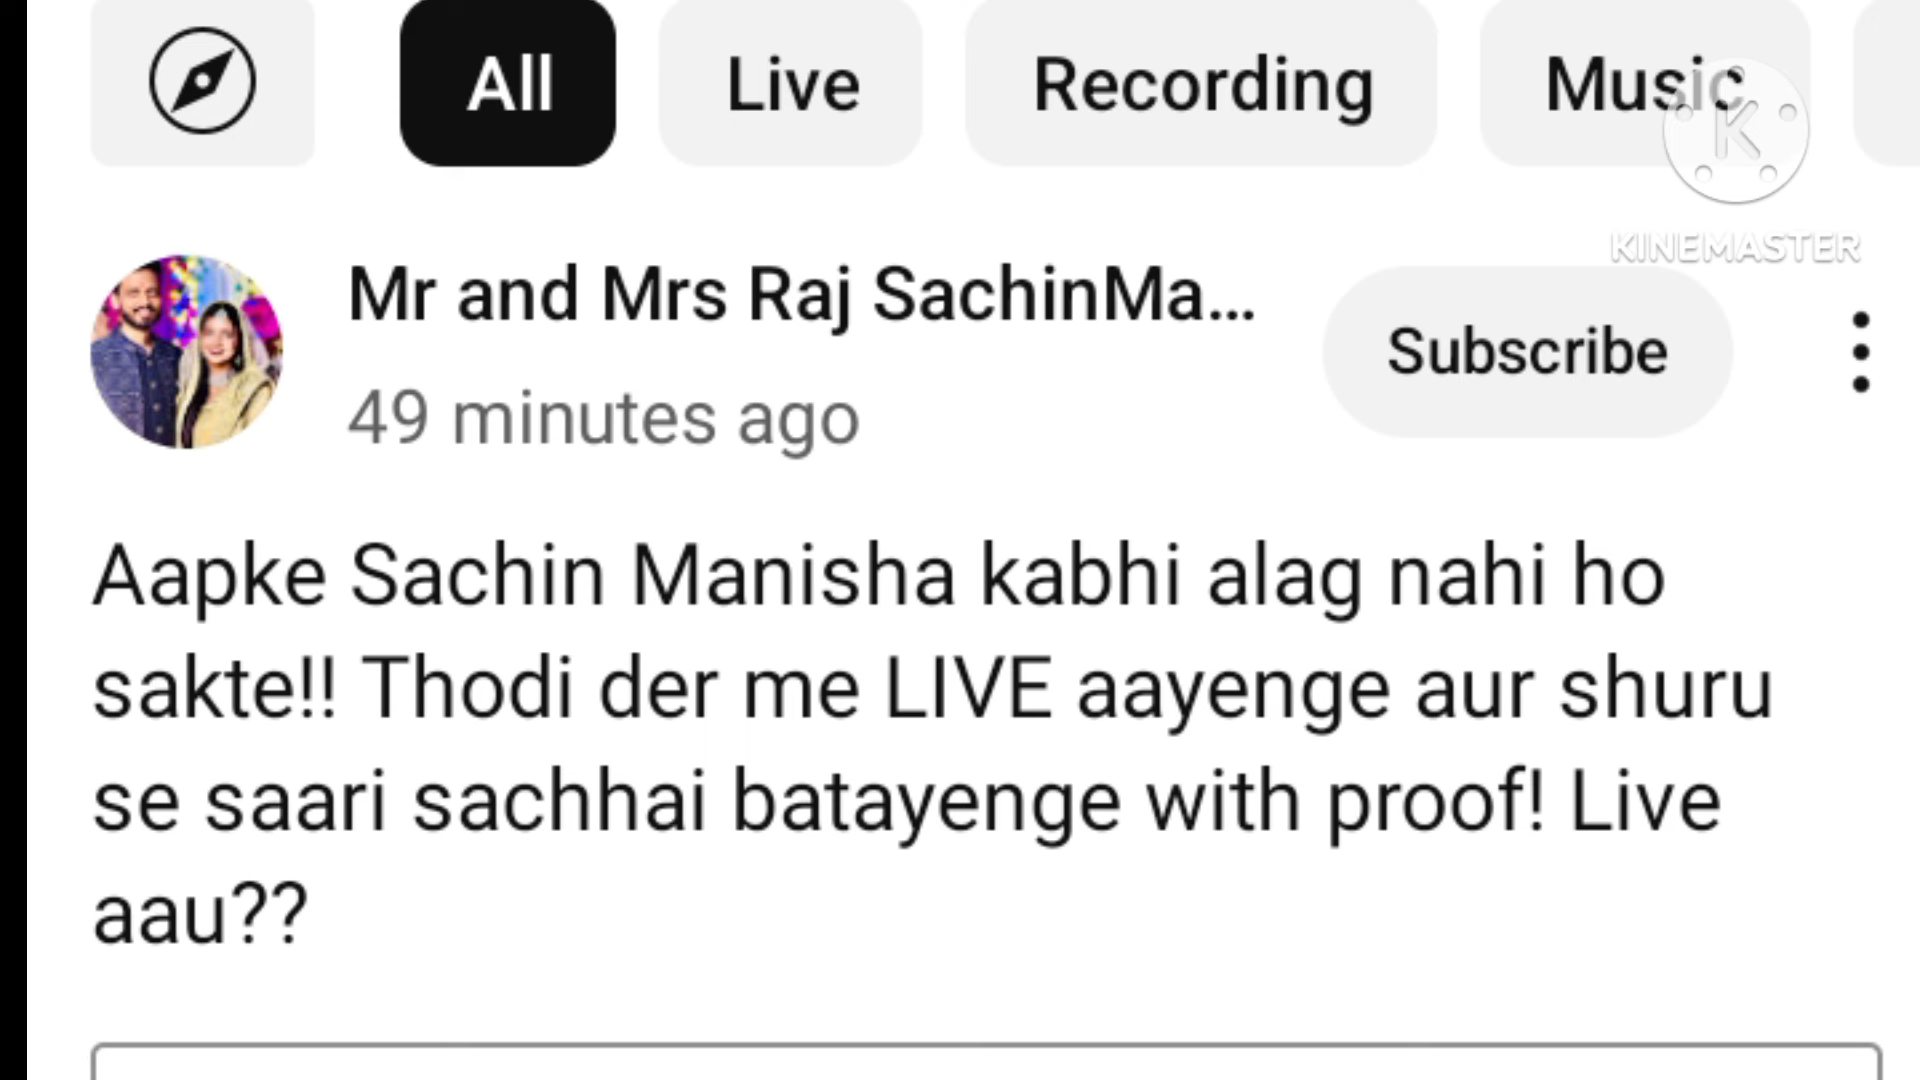 All Live Recording Music
K
KINEMASTER
Mr and Mrs Raj SachinMa...
Subscribe
49 minutes ago
Aapke Sachin Manisha kabhi alag nahi ho
sakte!! Thodi der me LIVE aayenge aur shuru
se saari sachhai batayenge with proof! Live
aau??